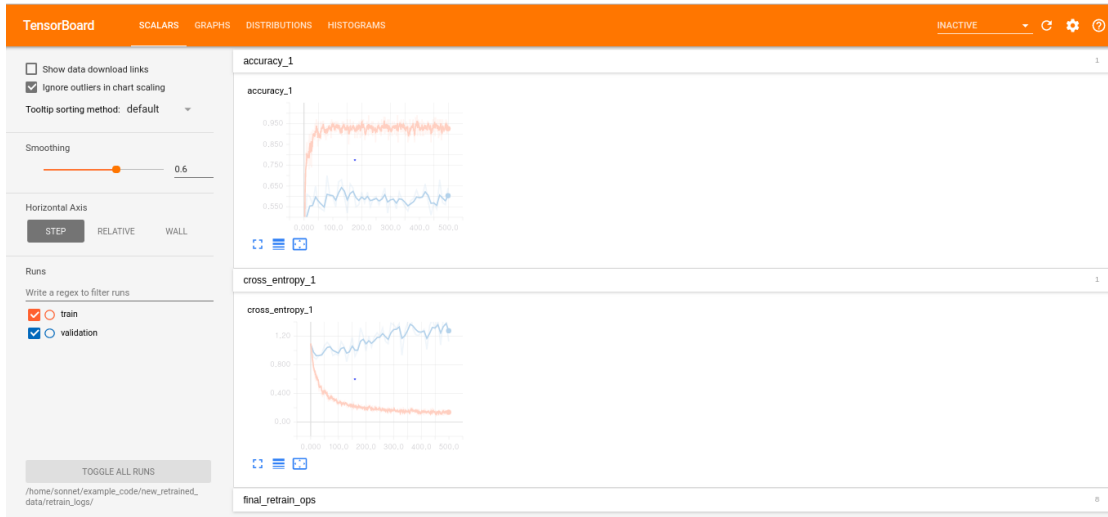 TensorBoard SCALARS GRAPHS DISTRIBUTIONS HISTOGRAMS INACTIVE
Show data download links
Ignore outliers in chart scaling
Tooltip sorting method: default
Smoothing
0.6
Horizontal Axis
STEP RELATIVE WALL
Runs
Write a regex to filter runs
train
validation
TOGGLE ALL RUNS
/home/sonnet/example_code/new_retrained_
data/retrain_logs/
accuracy_1 1
accuracy_1
0.950
0.850
0.750
0.650
0.550
0.000 100.0 200.0 300.0 400.0 500.0
cross_entropy_1 1
cross_entropy_1
1.20
0.800
0.400
0.00
0.000 100.0 200.0 300.0 400.0 500.0
final_retrain_ops 8